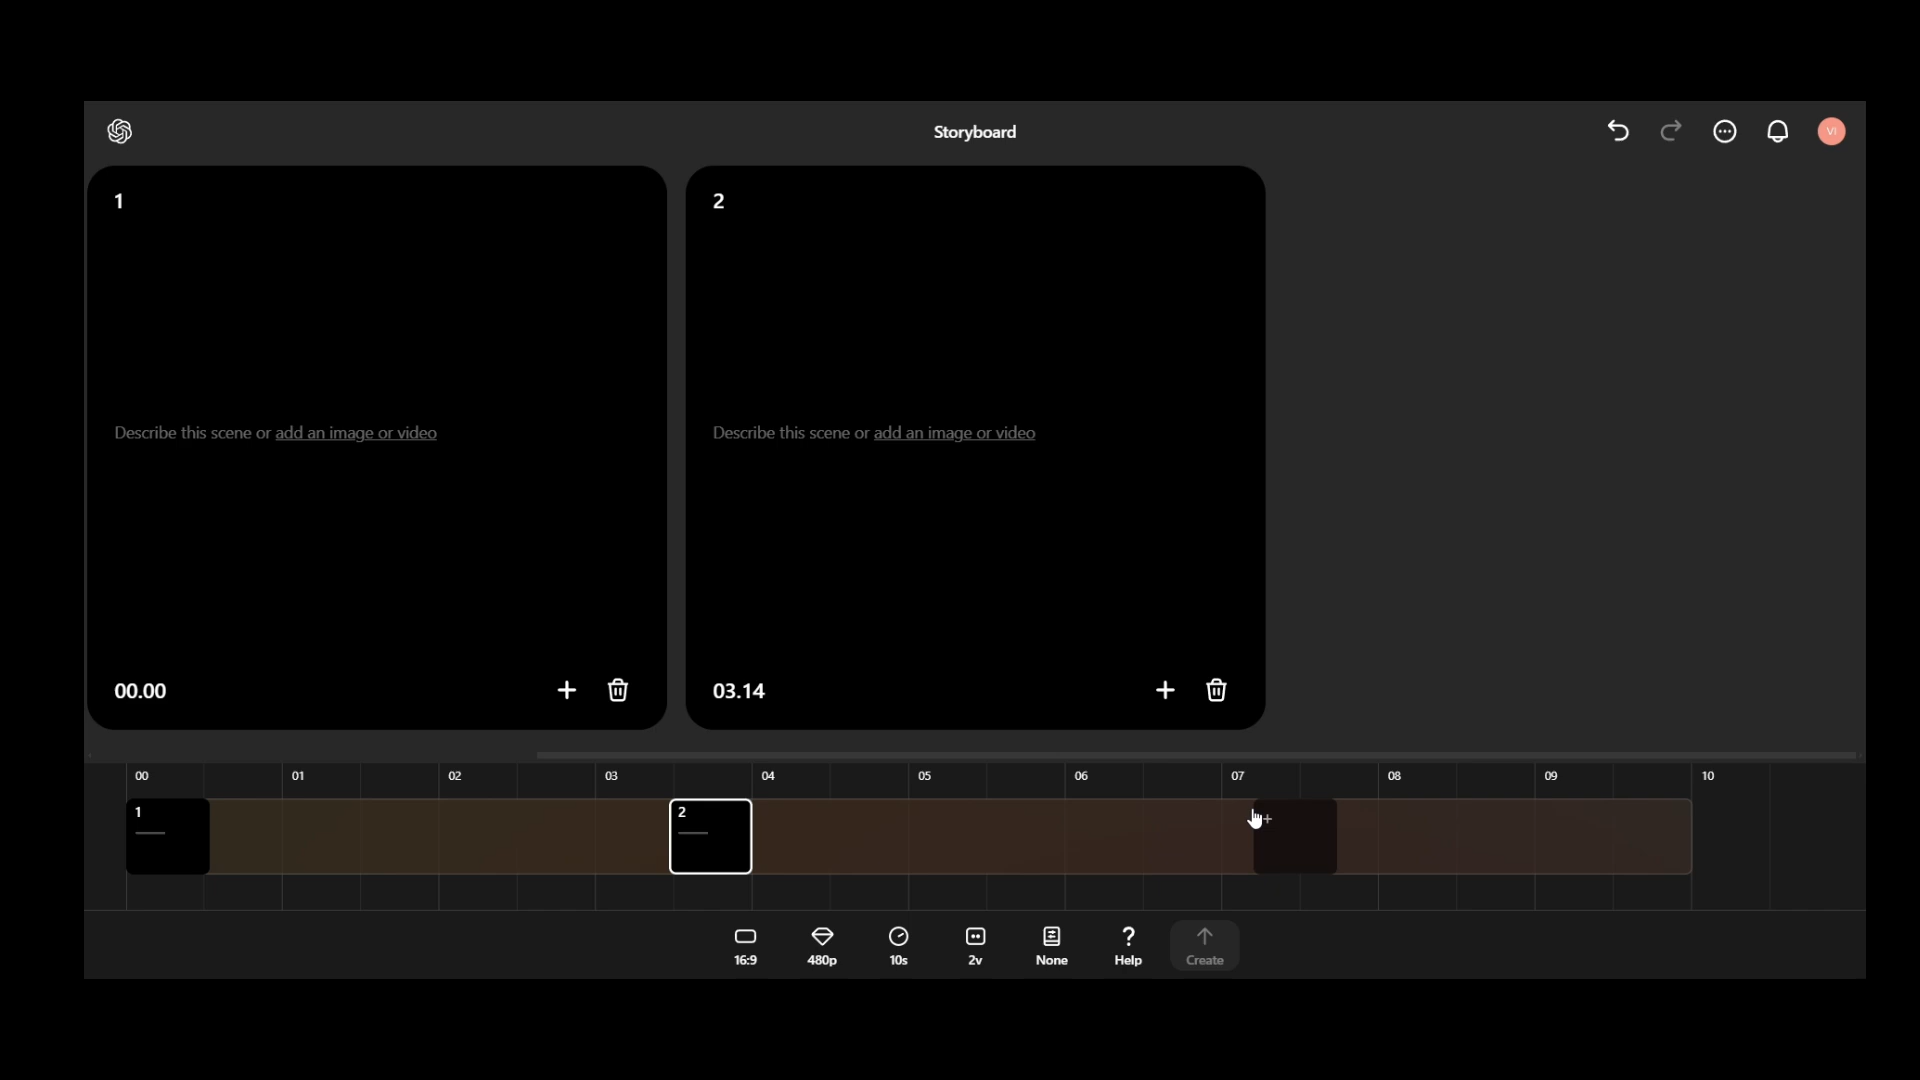 Storyboard
VI
1
2
Describe this scene or add an image or video
Describe this scene or add an image or video
00.00
03.14
00 01 02 03 04 05 06 07 08 09 10
1
2
16:9 480p 10s 2v None Help Create